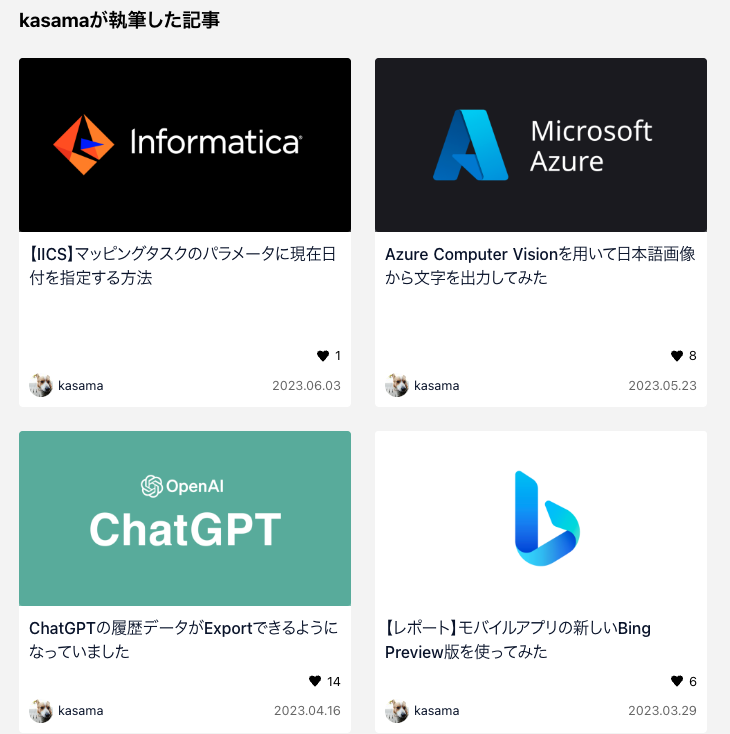 kasamaが執筆した記事
Informatica
Microsoft
Azure
【IICS】マッピングタスクのパラメータに現在日
付を指定する方法
Azure Computer Visionを用いて日本語画像
から文字を出力してみた
1
8
kasama
2023.06.03
kasama
2023.05.23
OpenAI
ChatGPT
ChatGPTの履歴データがExportできるように
なっていました
【レポート】モバイルアプリの新しいBing
Preview版を使ってみた
14
6
kasama
2023.04.16
kasama
2023.03.29